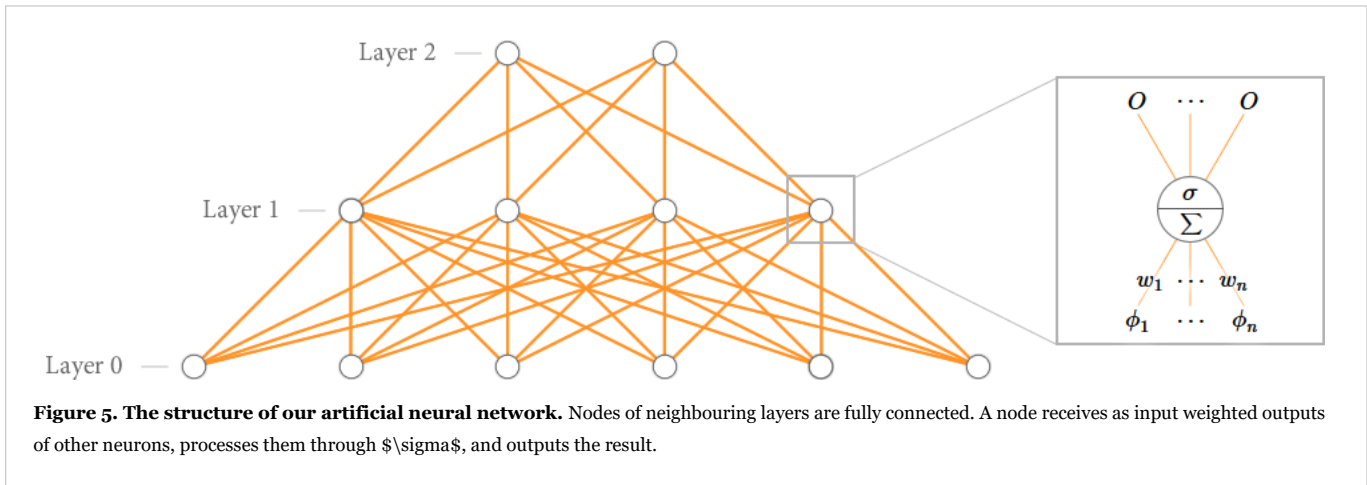 Layer 2
O ··· O
σ
Layer 1
Σ
w₁ ··· wₙ
ϕ₁ ··· ϕₙ
Layer 0
Figure 5. The structure of our artificial neural network. Nodes of neighbouring layers are fully connected. A node receives as input weighted outputs
of other neurons, processes them through $\sigma$, and outputs the result.